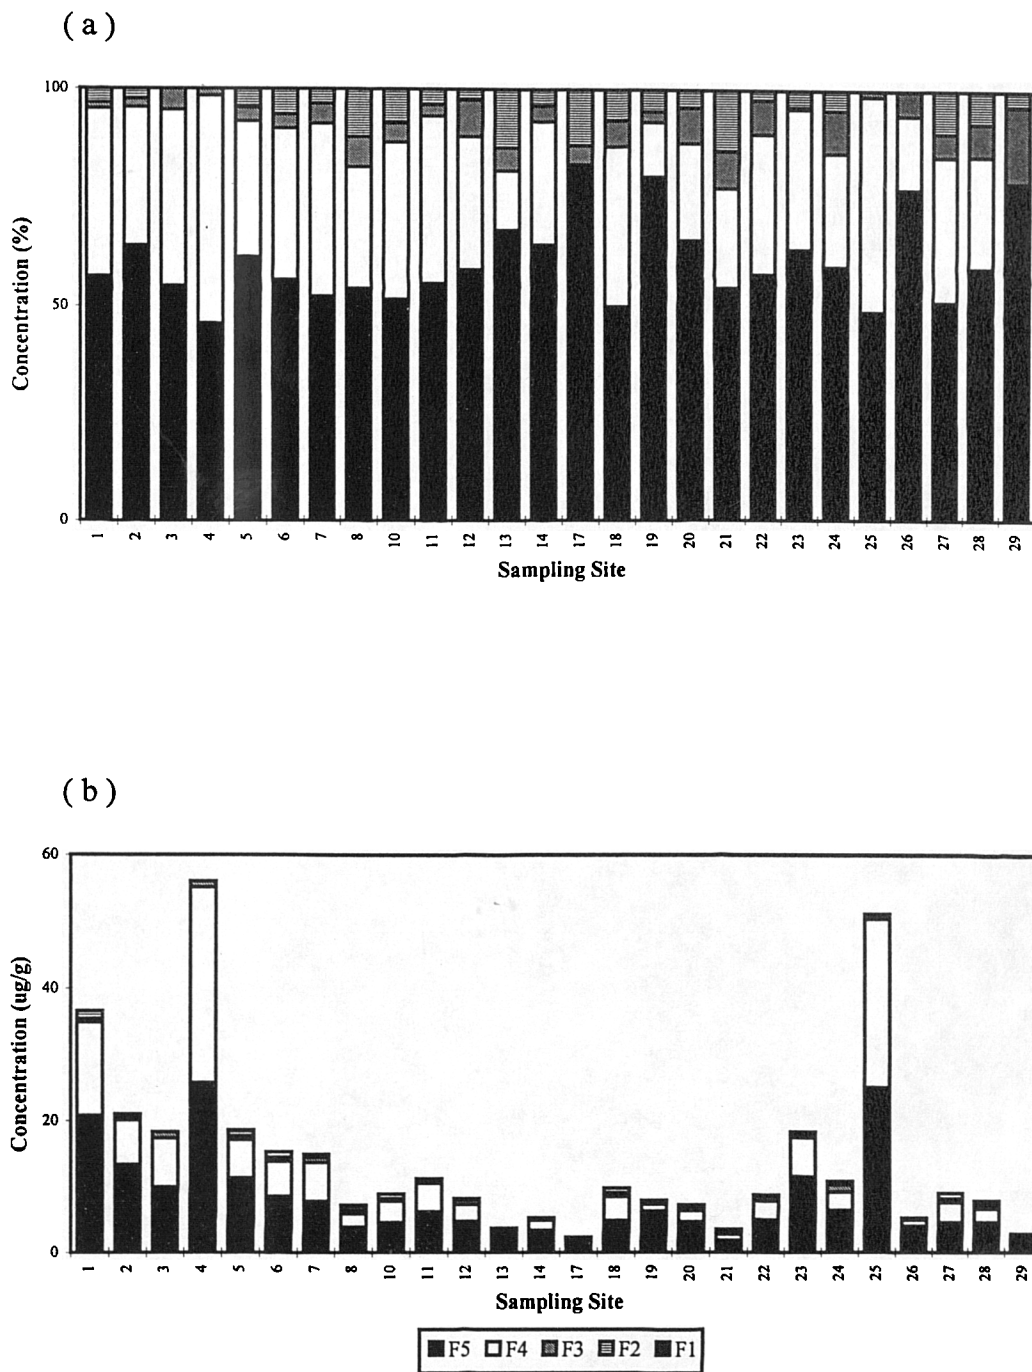 ( a )
100
50
0
Concentration (%)
1 2 3 4 5 6 7 8 10 11 12 13 14 17 18 19 20 21 22 23 24 25 26 27 28 29
Sampling Site
( b )
60
40
20
0
Concentration (ug/g)
1 2 3 4 5 6 7 8 10 11 12 13 14 17 18 19 20 21 22 23 24 25 26 27 28 29
Sampling Site
F5 F4 F3 F2 F1